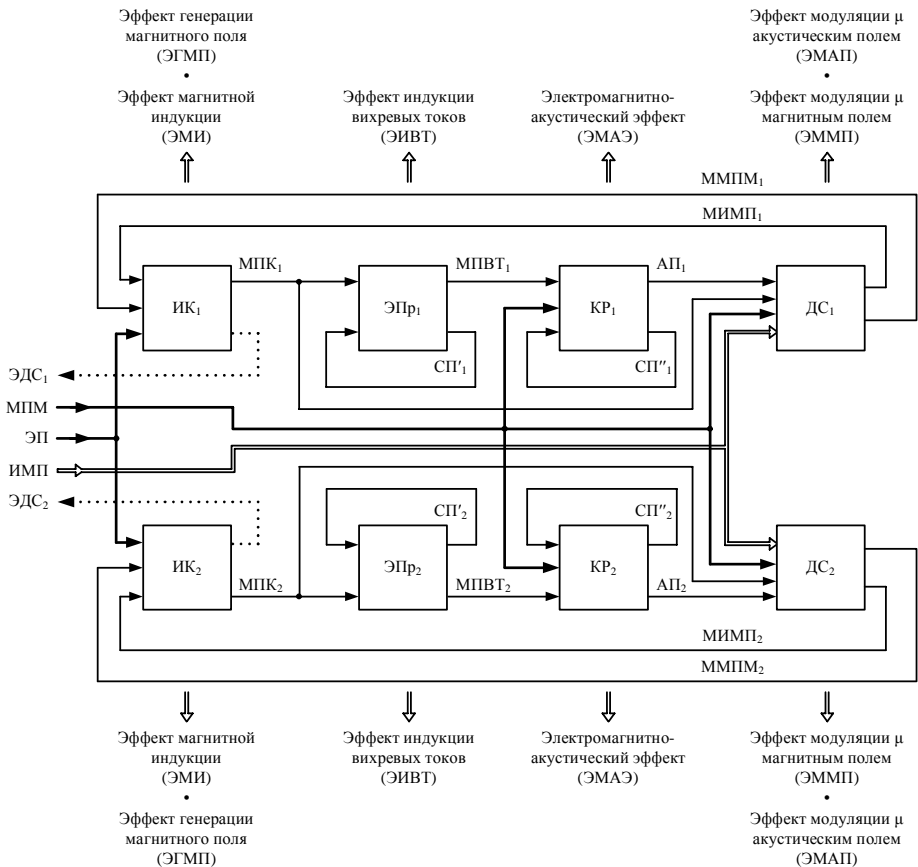 Эффект генерации
магнитного поля
(ЭГМП)
•
Эффект магнитной
индукции
(ЭМИ)
Эффект индукции
вихревых токов
(ЭИВТ)
Электромагнитно-
акустический эффект
(ЭМАЭ)
Эффект модуляции μ
акустическим полем
(ЭМАП)
•
Эффект модуляции μ
магнитным полем
(ЭММП)
ММПМ₁
МИМП₁
МПК₁
МПВТ₁
АП₁
ИК₁
ЭПр₁
КР₁
ДС₁
СП′₁
СП″₁
ЭДС₁
МПМ
ЭП
ИМП
ЭДС₂
СП′₂
СП″₂
ИК₂
ЭПр₂
КР₂
ДС₂
МПК₂
МПВТ₂
АП₂
МИМП₂
ММПМ₂
Эффект магнитной
индукции
(ЭМИ)
•
Эффект генерации
магнитного поля
(ЭГМП)
Эффект индукции
вихревых токов
(ЭИВТ)
Электромагнитно-
акустический эффект
(ЭМАЭ)
Эффект модуляции μ
магнитным полем
(ЭММП)
•
Эффект модуляции μ
акустическим полем
(ЭМАП)